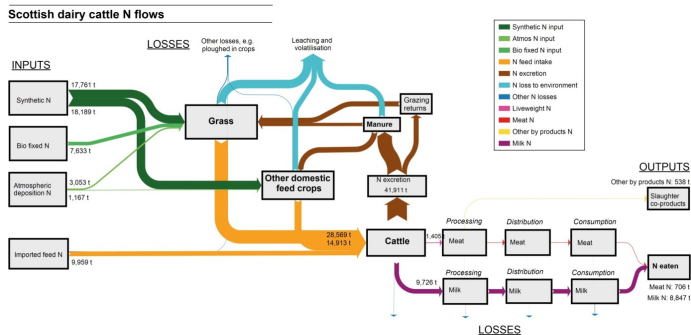 Scottish dairy cattle N flows
LOSSES
Other losses, e.g.
ploughed in crops
Leaching and
volatilisation
Synthetic N input
Atmos N input
Bio fixed N input
N feed intake
N excretion
N loss to environment
Other N losses
Liveweight N
Meat N
Other by products N
Milk N
INPUTS
17,761 t
Synthetic N
18,189 t
Grass
Grazing
returns
Manure
Bio fixed N
7,633 t
Other domestic
feed crops
N excretion
41,911 t
Atmospheric
deposition N
3,053 t
1,167 t
OUTPUTS
Other by products N: 538 t
Slaughter
co-products
Imported feed N
9,959 t
28,569 t
14,913 t
Cattle
1,405 t
Processing
Meat
Distribution
Meat
Consumption
Meat
9,726 t
Processing
Milk
Distribution
Milk
Consumption
Milk
N eaten
Meat N: 706 t
Milk N: 8,847 t
LOSSES